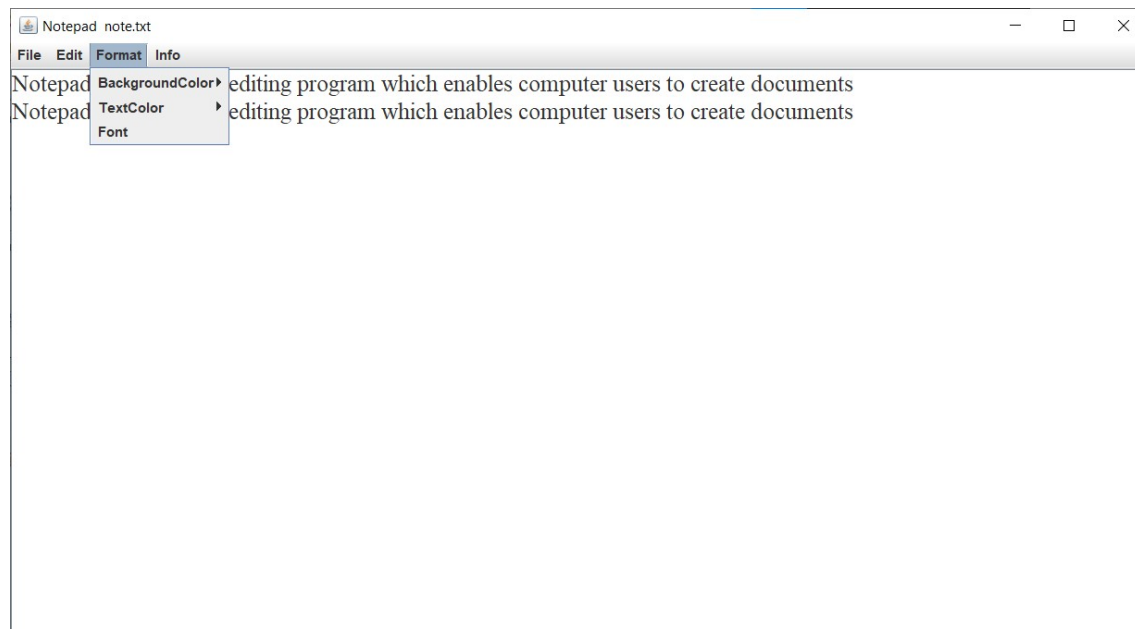 Notepad note.txt
File Edit Format Info
BackgroundColor
TextColor
Font
Notepad editing program which enables computer users to create documents
Notepad editing program which enables computer users to create documents